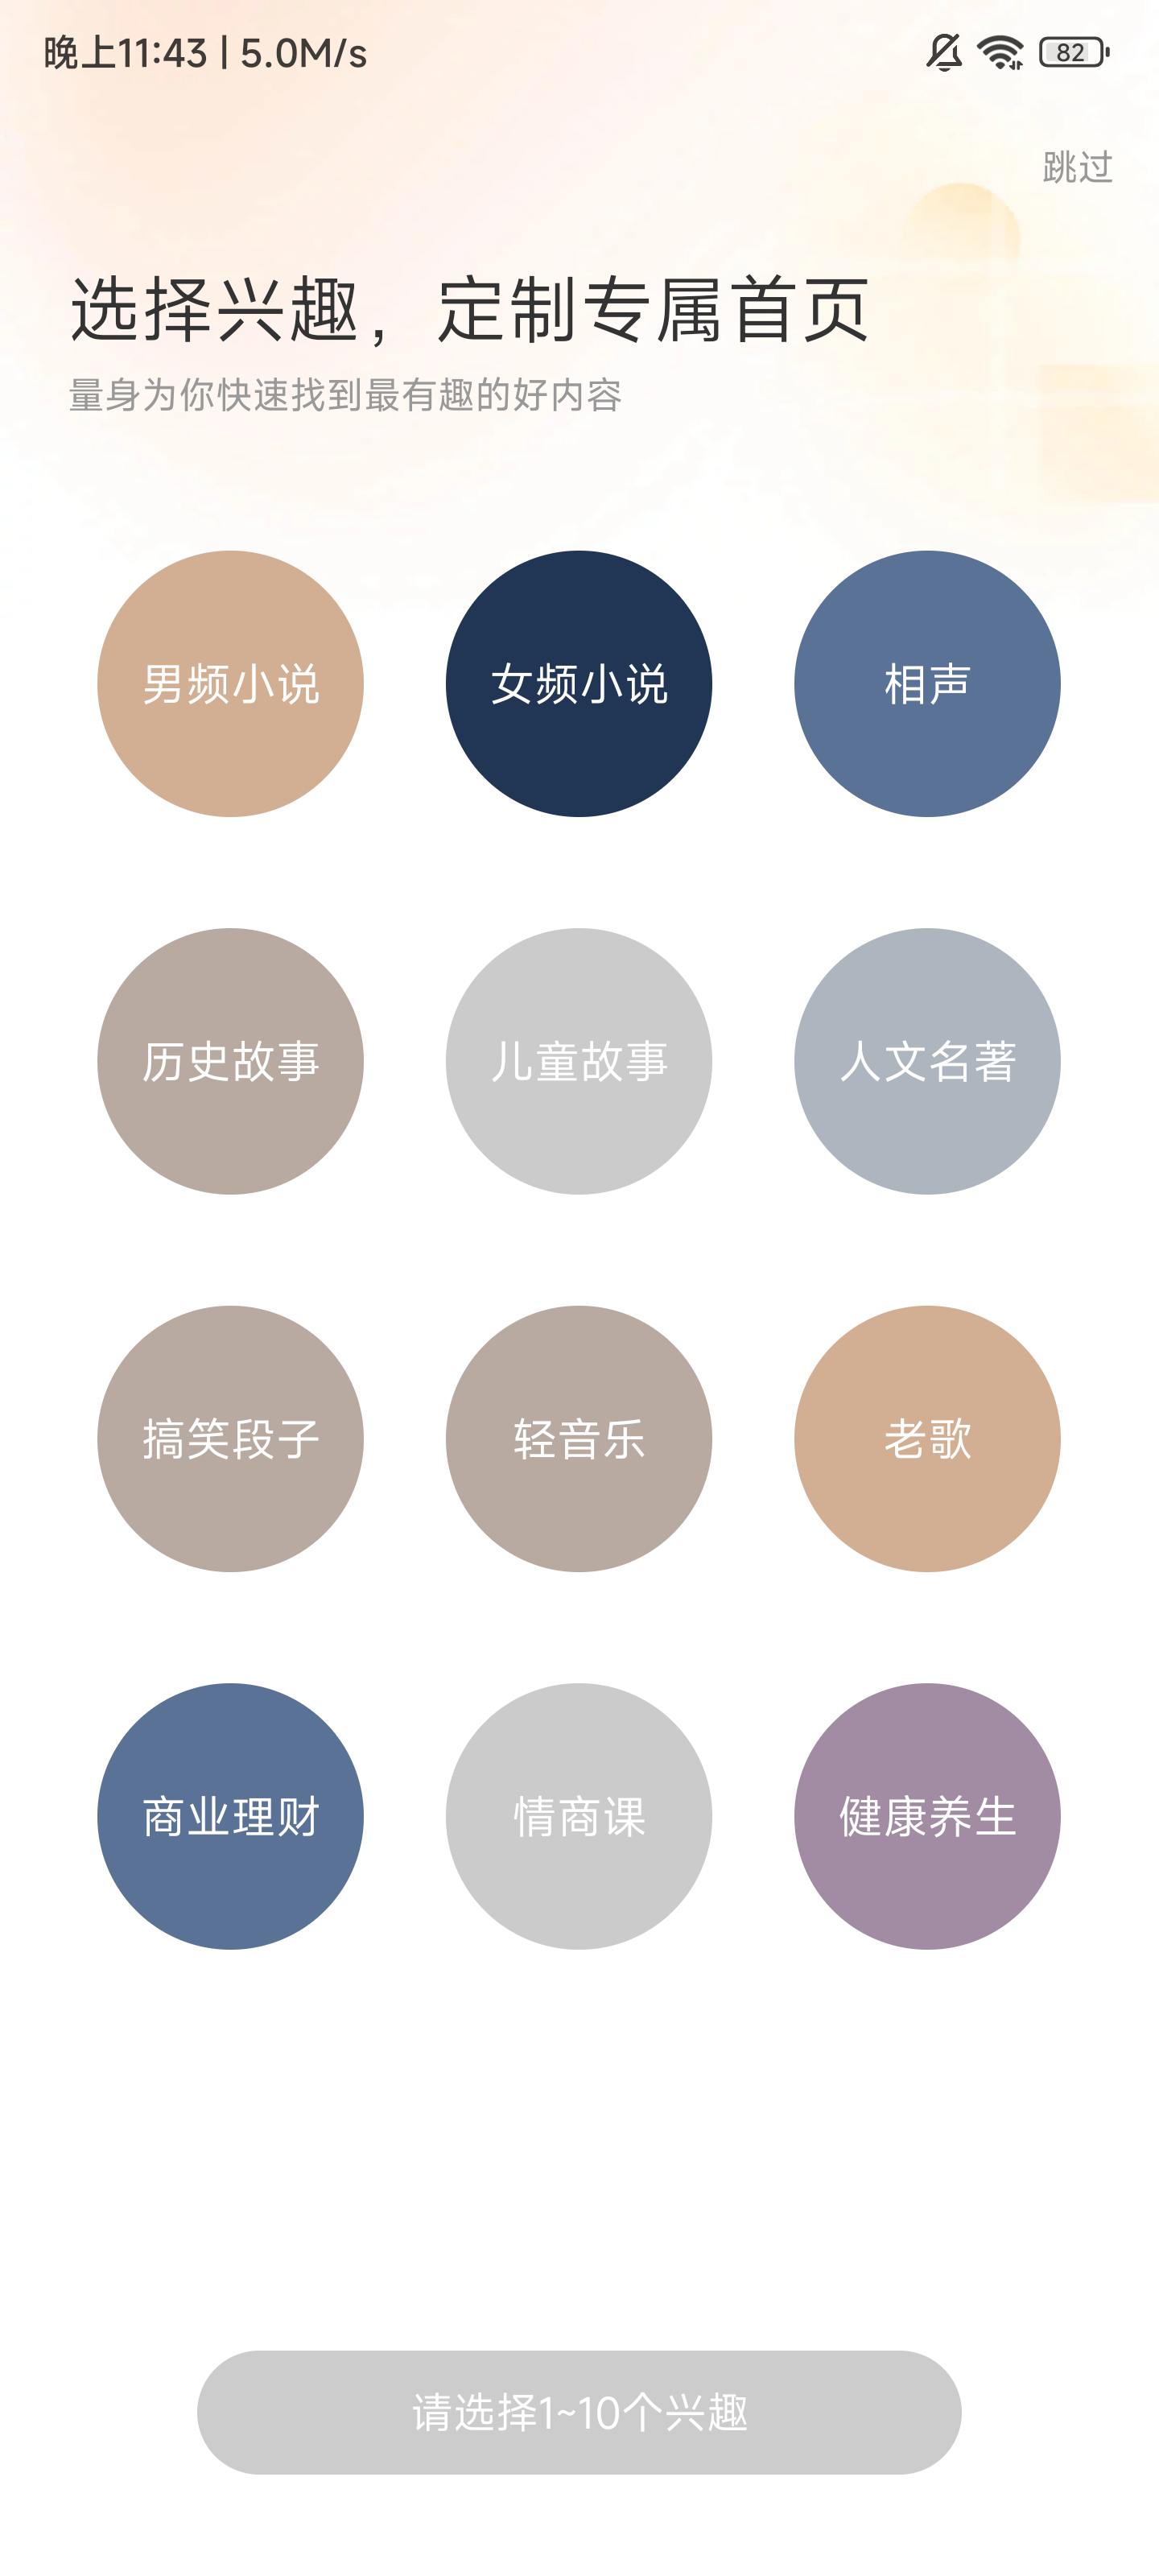 晚上11:43 | 5.0M/s
82
跳过
选择兴趣，定制专属首页
量身为你快速找到最有趣的好内容
男频小说 女频小说 相声
历史故事 儿童故事 人文名著
搞笑段子 轻音乐 老歌
商业理财 情商课 健康养生
请选择1~10个兴趣